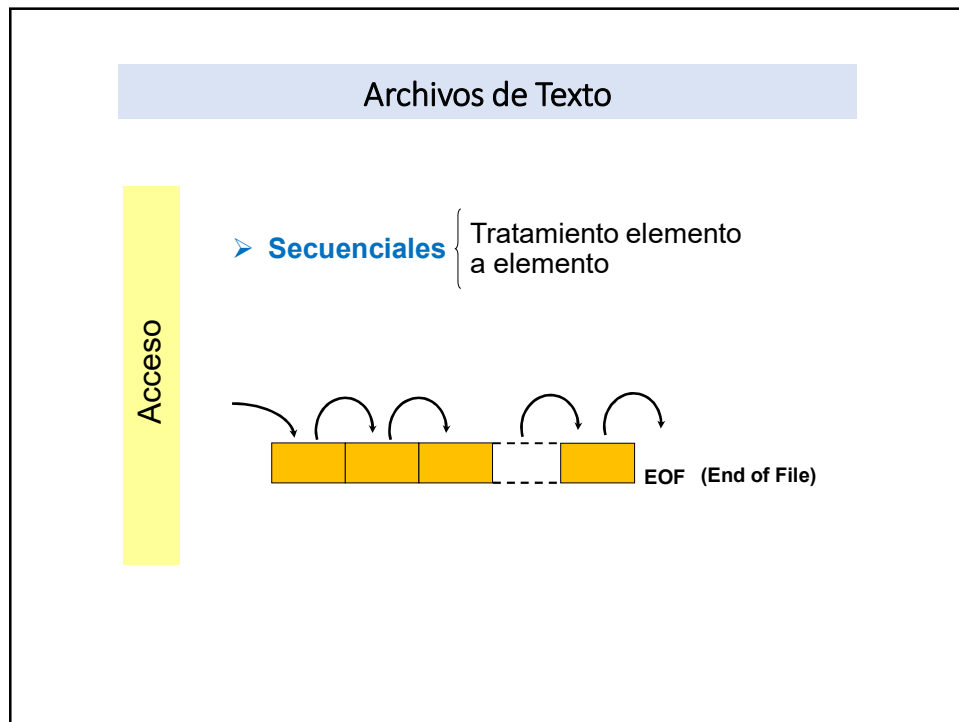 Archivos de Texto
Acceso
➢ Secuenciales
Tratamiento elemento
a elemento
EOF (End of File)